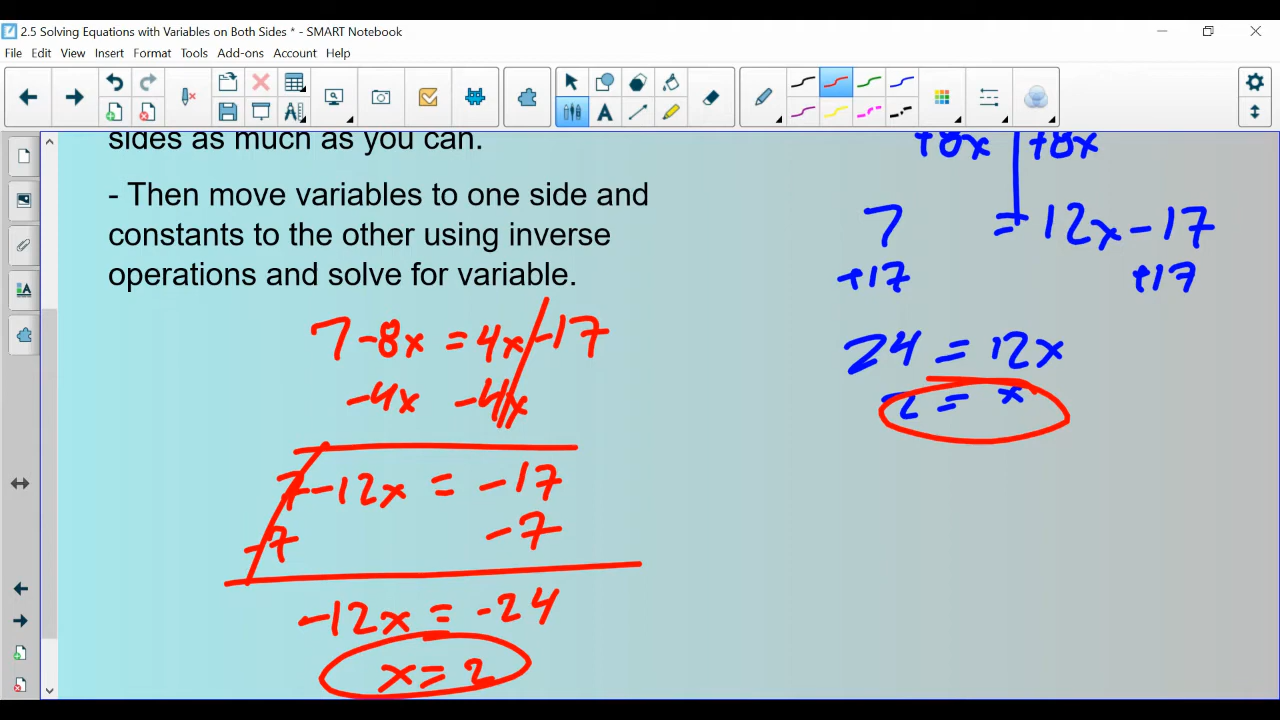 2.5 Solving Equations with Variables on Both Sides * - SMART Notebook
File Edit View Insert Format Tools Add-ons Account Help
sides as much as you can.
- Then move variables to one side and
constants to the other using inverse
operations and solve for variable.
7-8x = 4x-17
-4x -4x
7-12x = -17
-7 -7
-12x = -24
x = 2
+8x +8x
7 = 12x-17
+17 +17
24 = 12x
2 = x